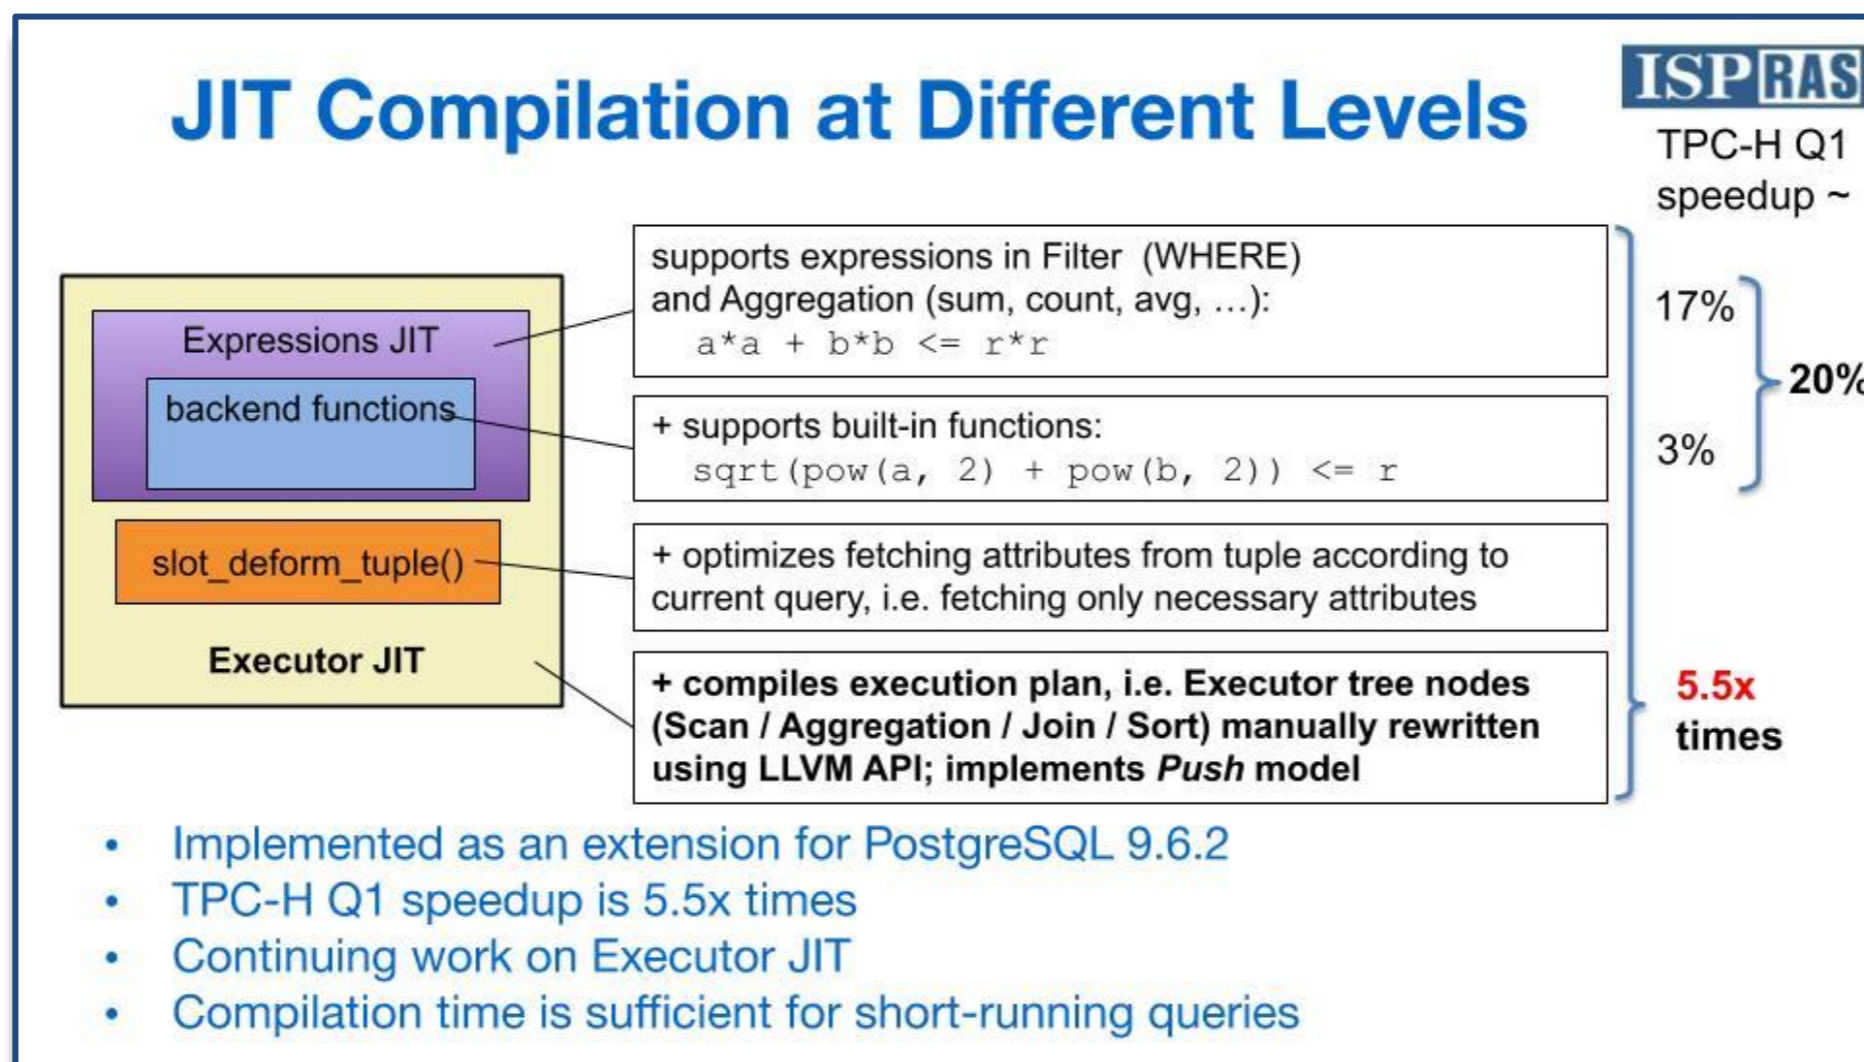 JIT Compilation at Different Levels
ISPRAS
TPC-H Q1
speedup ~
Expressions JIT
backend functions
slot_deform_tuple()
Executor JIT
supports expressions in Filter (WHERE)
and Aggregation (sum, count, avg, …):
a*a + b*b <= r*r
+ supports built-in functions:
sqrt(pow(a, 2) + pow(b, 2)) <= r
+ optimizes fetching attributes from tuple according to
current query, i.e. fetching only necessary attributes
+ compiles execution plan, i.e. Executor tree nodes
(Scan / Aggregation / Join / Sort) manually rewritten
using LLVM API; implements Push model
17%
3%
20%
5.5x
times
• Implemented as an extension for PostgreSQL 9.6.2
• TPC-H Q1 speedup is 5.5x times
• Continuing work on Executor JIT
• Compilation time is sufficient for short-running queries